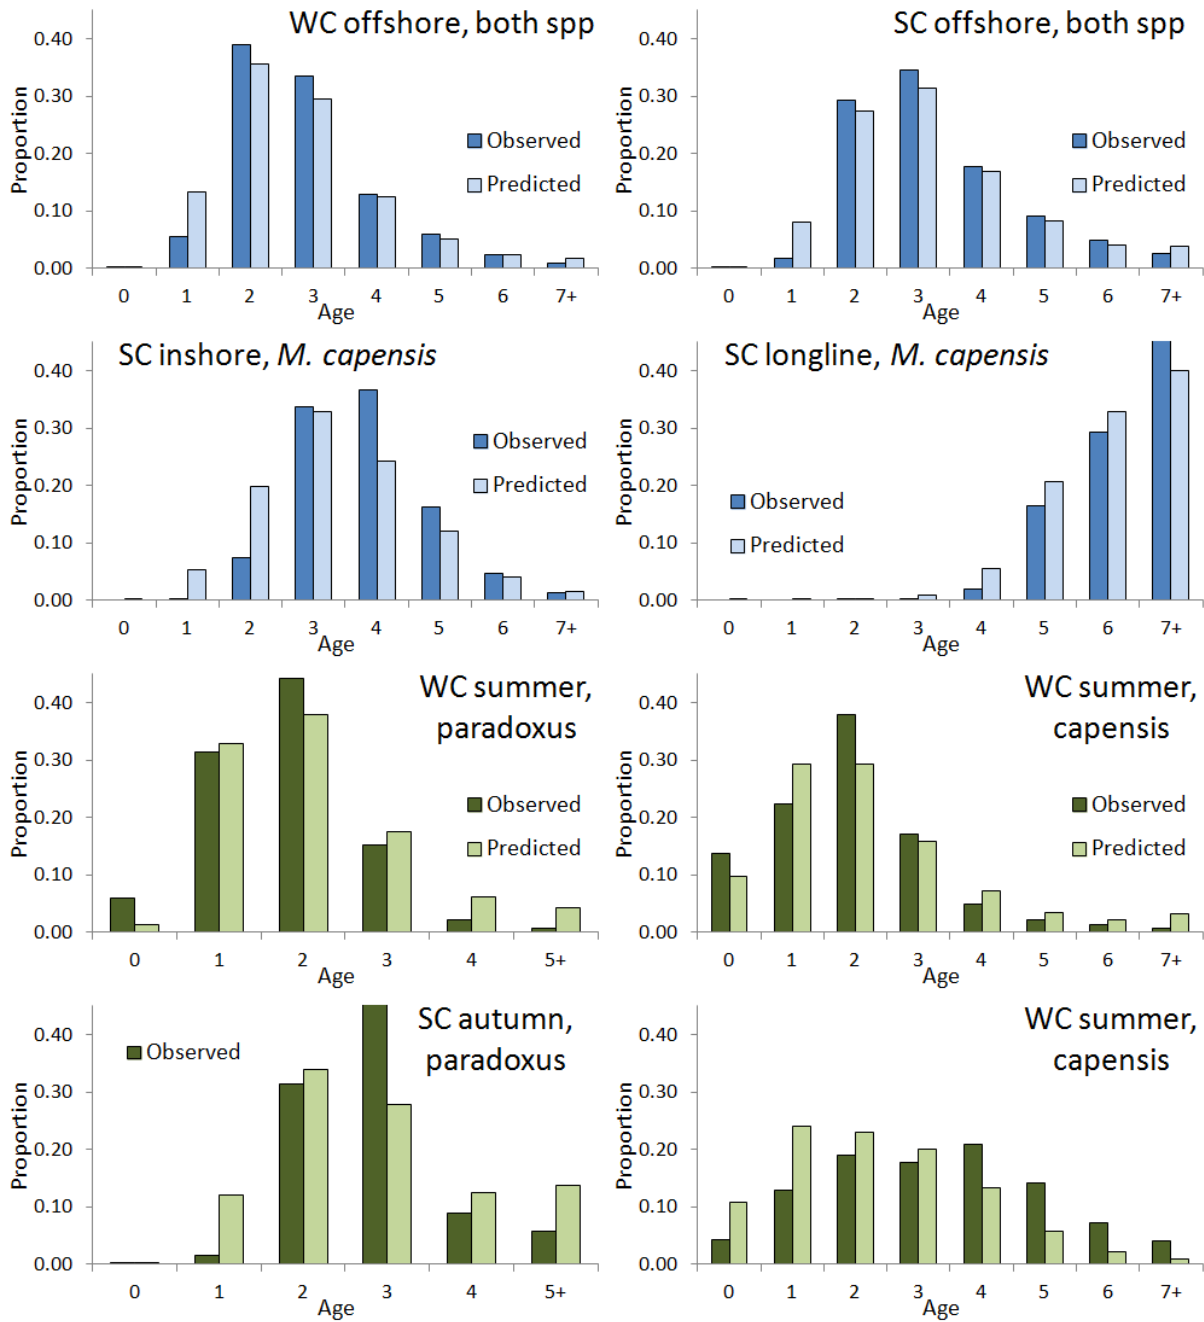 WC offshore, both spp
0.40
0.30
0.20
0.10
0.00
Proportion
Observed
Predicted
0 1 2 3 4 5 6 7+
Age
SC offshore, both spp
0.40
0.30
0.20
0.10
0.00
Proportion
Observed
Predicted
0 1 2 3 4 5 6 7+
Age
SC inshore, M. capensis
0.40
0.30
0.20
0.10
0.00
Proportion
Observed
Predicted
0 1 2 3 4 5 6 7+
Age
SC longline, M. capensis
0.40
0.30
0.20
0.10
0.00
Proportion
Observed
Predicted
0 1 2 3 4 5 6 7+
Age
WC summer,
paradoxus
0.40
0.30
0.20
0.10
0.00
Proportion
Observed
Predicted
0 1 2 3 4 5+
Age
WC summer,
capensis
0.40
0.30
0.20
0.10
0.00
Proportion
Observed
Predicted
0 1 2 3 4 5 6 7+
Age
SC autumn,
paradoxus
0.40
0.30
0.20
0.10
0.00
Proportion
Observed
0 1 2 3 4 5+
Age
WC summer,
capensis
0.40
0.30
0.20
0.10
0.00
Proportion
0 1 2 3 4 5 6 7+
Age